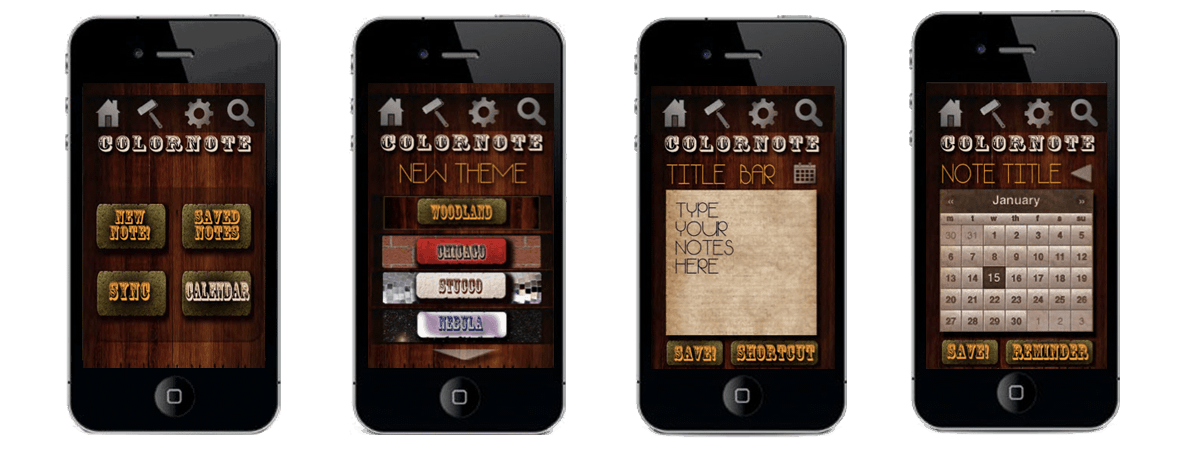 COLORNOTE
NEW
NOTE!
SAVED
NOTES
SYNC
CALENDAR
COLORNOTE
NEW THEME
WOODLAND
CHICAGO
STUCCO
NEBULA
COLORNOTE
TITLE BAR
TYPE
YOUR
NOTES
HERE
SAVE!
SHORTCUT
COLORNOTE
NOTE TITLE
« January »
m t w th f s su
30 31 1 2 3 4 5
6 7 8 9 10 11 12
13 14 15 16 17 18 19
20 21 22 23 24 25 26
27 28 29 30 1 2 3
SAVE!
REMINDER